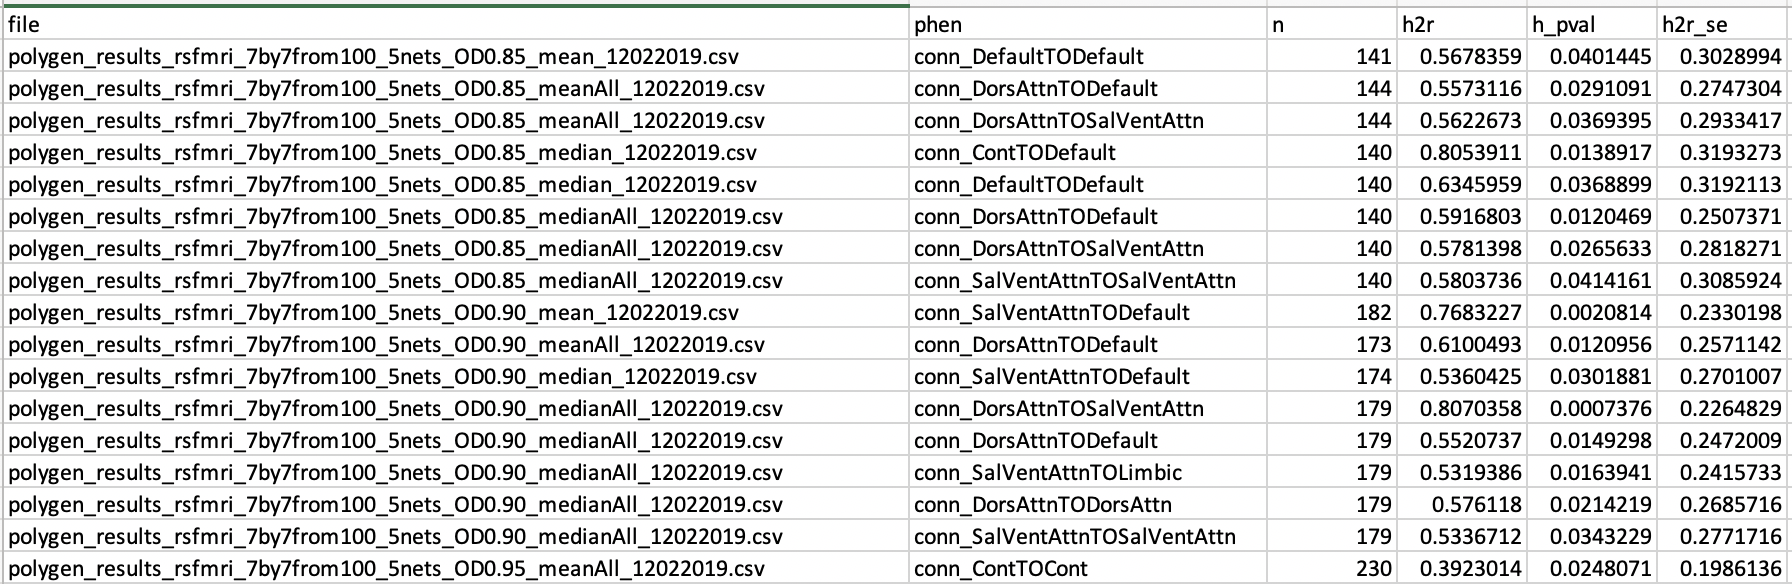 file phen n h2r h_pval h2r_se
polygen_results_rsfmri_7by7from100_5nets_OD0.85_mean_12022019.csv conn_DefaultTODefault 141 0.5678359 0.0401445 0.3028994
polygen_results_rsfmri_7by7from100_5nets_OD0.85_meanAll_12022019.csv conn_DorsAttnTODefault 144 0.5573116 0.0291091 0.2747304
polygen_results_rsfmri_7by7from100_5nets_OD0.85_meanAll_12022019.csv conn_DorsAttnTOSalVentAttn 144 0.5622673 0.0369395 0.2933417
polygen_results_rsfmri_7by7from100_5nets_OD0.85_median_12022019.csv conn_ContTODefault 140 0.8053911 0.0138917 0.3193273
polygen_results_rsfmri_7by7from100_5nets_OD0.85_median_12022019.csv conn_DefaultTODefault 140 0.6345959 0.0368899 0.3192113
polygen_results_rsfmri_7by7from100_5nets_OD0.85_medianAll_12022019.csv conn_DorsAttnTODefault 140 0.5916803 0.0120469 0.2507371
polygen_results_rsfmri_7by7from100_5nets_OD0.85_medianAll_12022019.csv conn_DorsAttnTOSalVentAttn 140 0.5781398 0.0265633 0.2818271
polygen_results_rsfmri_7by7from100_5nets_OD0.85_medianAll_12022019.csv conn_SalVentAttnTOSalVentAttn 140 0.5803736 0.0414161 0.3085924
polygen_results_rsfmri_7by7from100_5nets_OD0.90_mean_12022019.csv conn_SalVentAttnTODefault 182 0.7683227 0.0020814 0.2330198
polygen_results_rsfmri_7by7from100_5nets_OD0.90_meanAll_12022019.csv conn_DorsAttnTODefault 173 0.6100493 0.0120956 0.2571142
polygen_results_rsfmri_7by7from100_5nets_OD0.90_median_12022019.csv conn_SalVentAttnTODefault 174 0.5360425 0.0301881 0.2701007
polygen_results_rsfmri_7by7from100_5nets_OD0.90_medianAll_12022019.csv conn_DorsAttnTOSalVentAttn 179 0.8070358 0.0007376 0.2264829
polygen_results_rsfmri_7by7from100_5nets_OD0.90_medianAll_12022019.csv conn_DorsAttnTODefault 179 0.5520737 0.0149298 0.2472009
polygen_results_rsfmri_7by7from100_5nets_OD0.90_medianAll_12022019.csv conn_SalVentAttnTOLimbic 179 0.5319386 0.0163941 0.2415733
polygen_results_rsfmri_7by7from100_5nets_OD0.90_medianAll_12022019.csv conn_DorsAttnTODorsAttn 179 0.576118 0.0214219 0.2685716
polygen_results_rsfmri_7by7from100_5nets_OD0.90_medianAll_12022019.csv conn_SalVentAttnTOSalVentAttn 179 0.5336712 0.0343229 0.2771716
polygen_results_rsfmri_7by7from100_5nets_OD0.95_meanAll_12022019.csv conn_ContTOCont 230 0.3923014 0.0248071 0.1986136